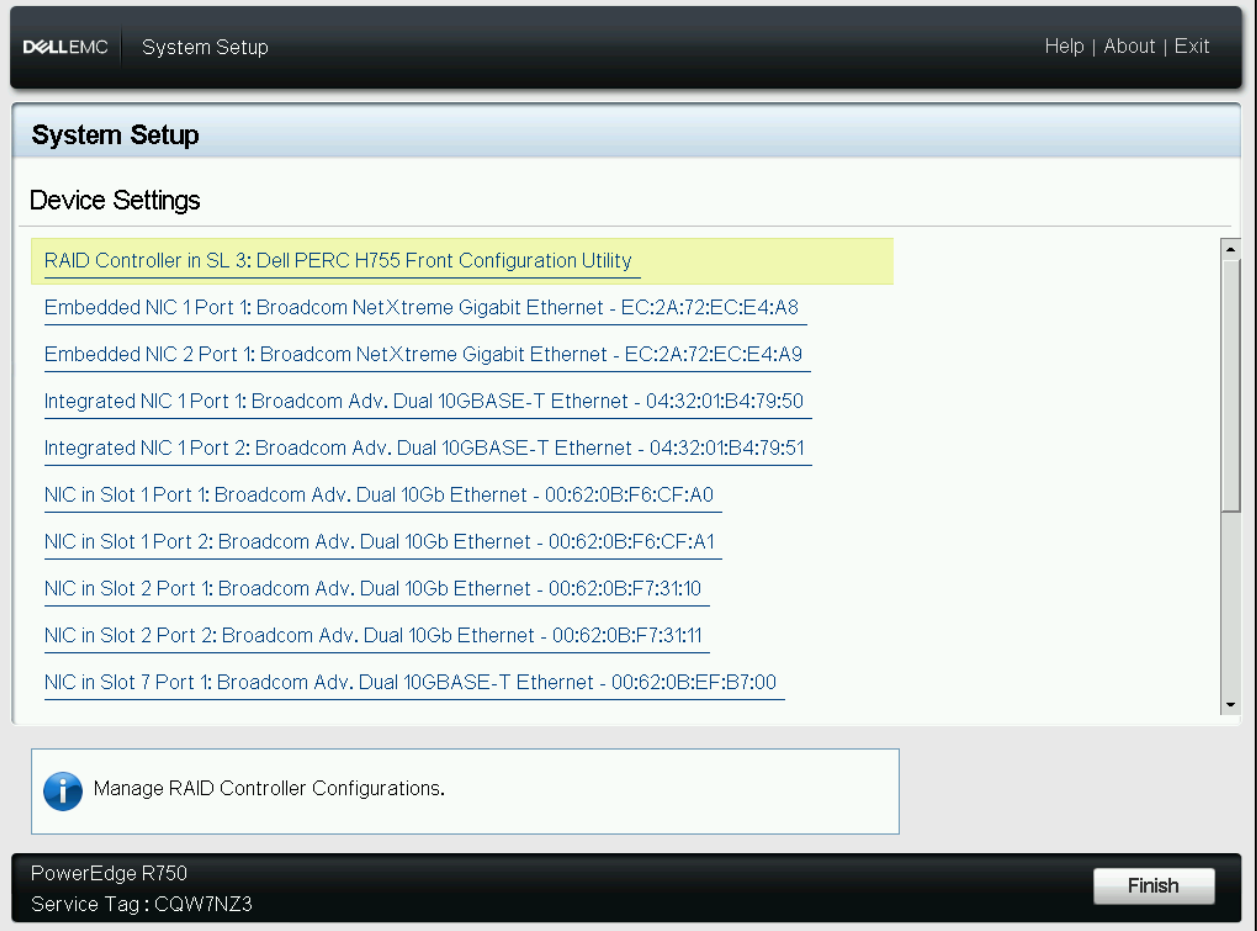 DELLEMC System Setup Help | About | Exit
System Setup
Device Settings
RAID Controller in SL 3: Dell PERC H755 Front Configuration Utility
Embedded NIC 1 Port 1: Broadcom NetXtreme Gigabit Ethernet - EC:2A:72:EC:E4:A8
Embedded NIC 2 Port 1: Broadcom NetXtreme Gigabit Ethernet - EC:2A:72:EC:E4:A9
Integrated NIC 1 Port 1: Broadcom Adv. Dual 10GBASE-T Ethernet - 04:32:01:B4:79:50
Integrated NIC 1 Port 2: Broadcom Adv. Dual 10GBASE-T Ethernet - 04:32:01:B4:79:51
NIC in Slot 1 Port 1: Broadcom Adv. Dual 10Gb Ethernet - 00:62:0B:F6:CF:A0
NIC in Slot 1 Port 2: Broadcom Adv. Dual 10Gb Ethernet - 00:62:0B:F6:CF:A1
NIC in Slot 2 Port 1: Broadcom Adv. Dual 10Gb Ethernet - 00:62:0B:F7:31:10
NIC in Slot 2 Port 2: Broadcom Adv. Dual 10Gb Ethernet - 00:62:0B:F7:31:11
NIC in Slot 7 Port 1: Broadcom Adv. Dual 10GBASE-T Ethernet - 00:62:0B:EF:B7:00
Manage RAID Controller Configurations.
PowerEdge R750
Service Tag : CQW7NZ3
Finish